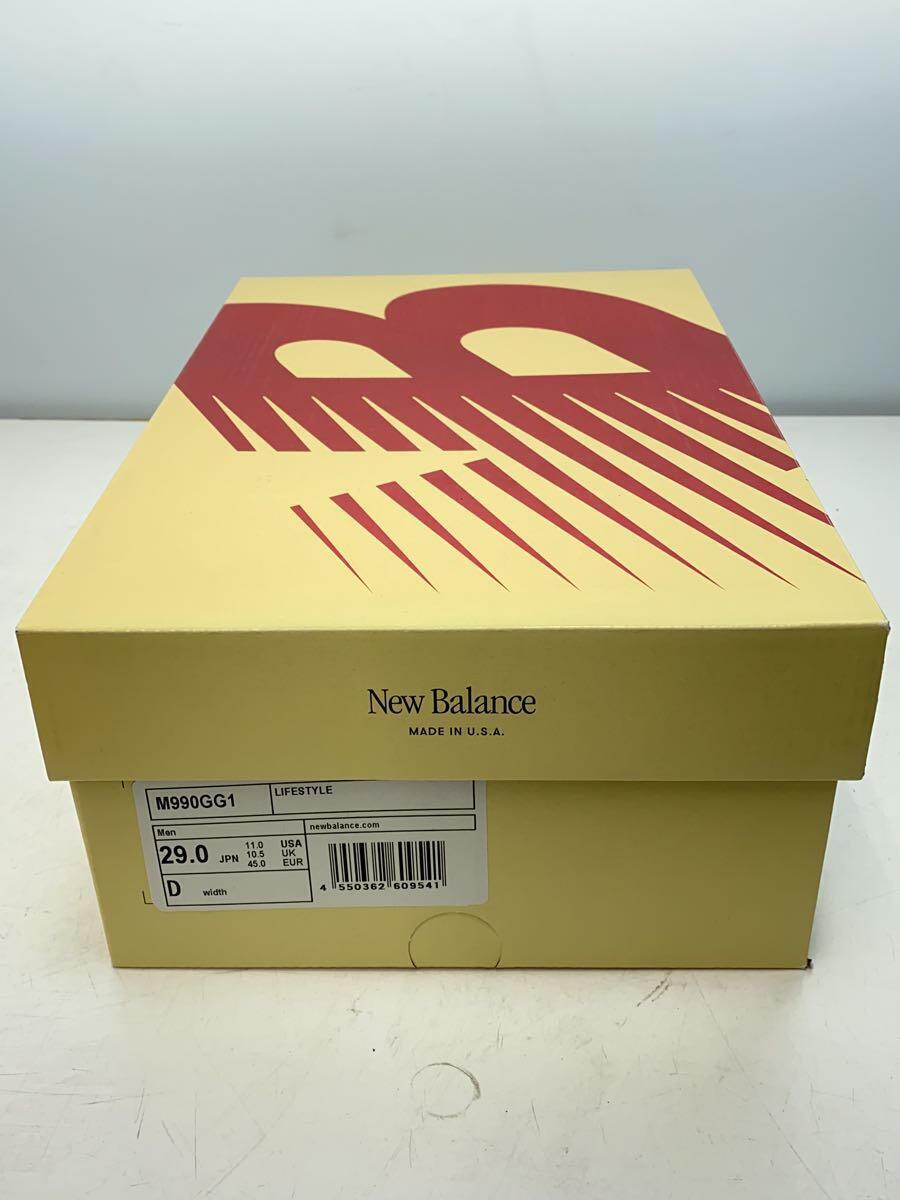 B
New Balance
MADE IN U.S.A.
M990GG1 LIFESTYLE
Men newbalance.com
29.0 JPN 11.0 USA
10.5 UK
45.0 EUR
D width
4 550362 609541